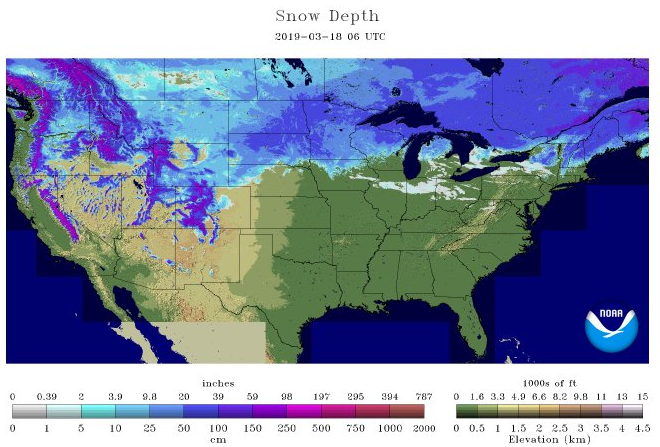 Snow Depth
2019-03-18 06 UTC
NOAA
inches
0 0.39 2 3.9 9.8 20 39 59 98 197 295 394 787
0 1 5 10 25 50 100 150 250 500 750 1000 2000
cm
1000s of ft
0 1.6 3.3 4.9 6.6 8.2 9.8 11 13 15
0 0.5 1 1.5 2 2.5 3 3.5 4 4.5
Elevation (km)